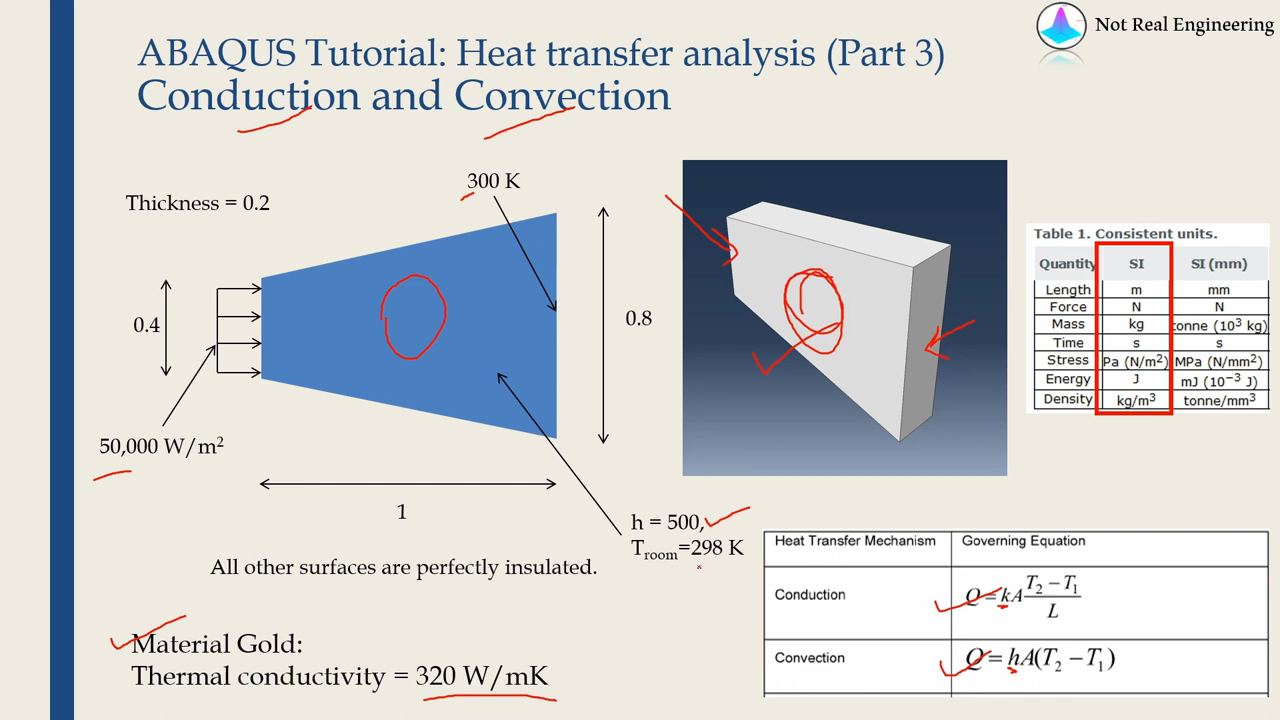 Not Real Engineering
ABAQUS Tutorial: Heat transfer analysis (Part 3)
Conduction and Convection
300 K
Thickness = 0.2
0.4
0.8
50,000 W/m²
1
h = 500,
T_room=298 K
All other surfaces are perfectly insulated.
Material Gold:
Thermal conductivity = 320 W/mK
Table 1. Consistent units.
Quantity SI SI (mm)
Length m mm
Force N N
Mass kg tonne (10³ kg)
Time s s
Stress Pa (N/m²) MPa (N/mm²)
Energy J mJ (10⁻³ J)
Density kg/m³ tonne/mm³
Heat Transfer Mechanism Governing Equation
Conduction Q = kA (T₂ − T₁) / L
Convection Q = hA(T₂ − T₁)